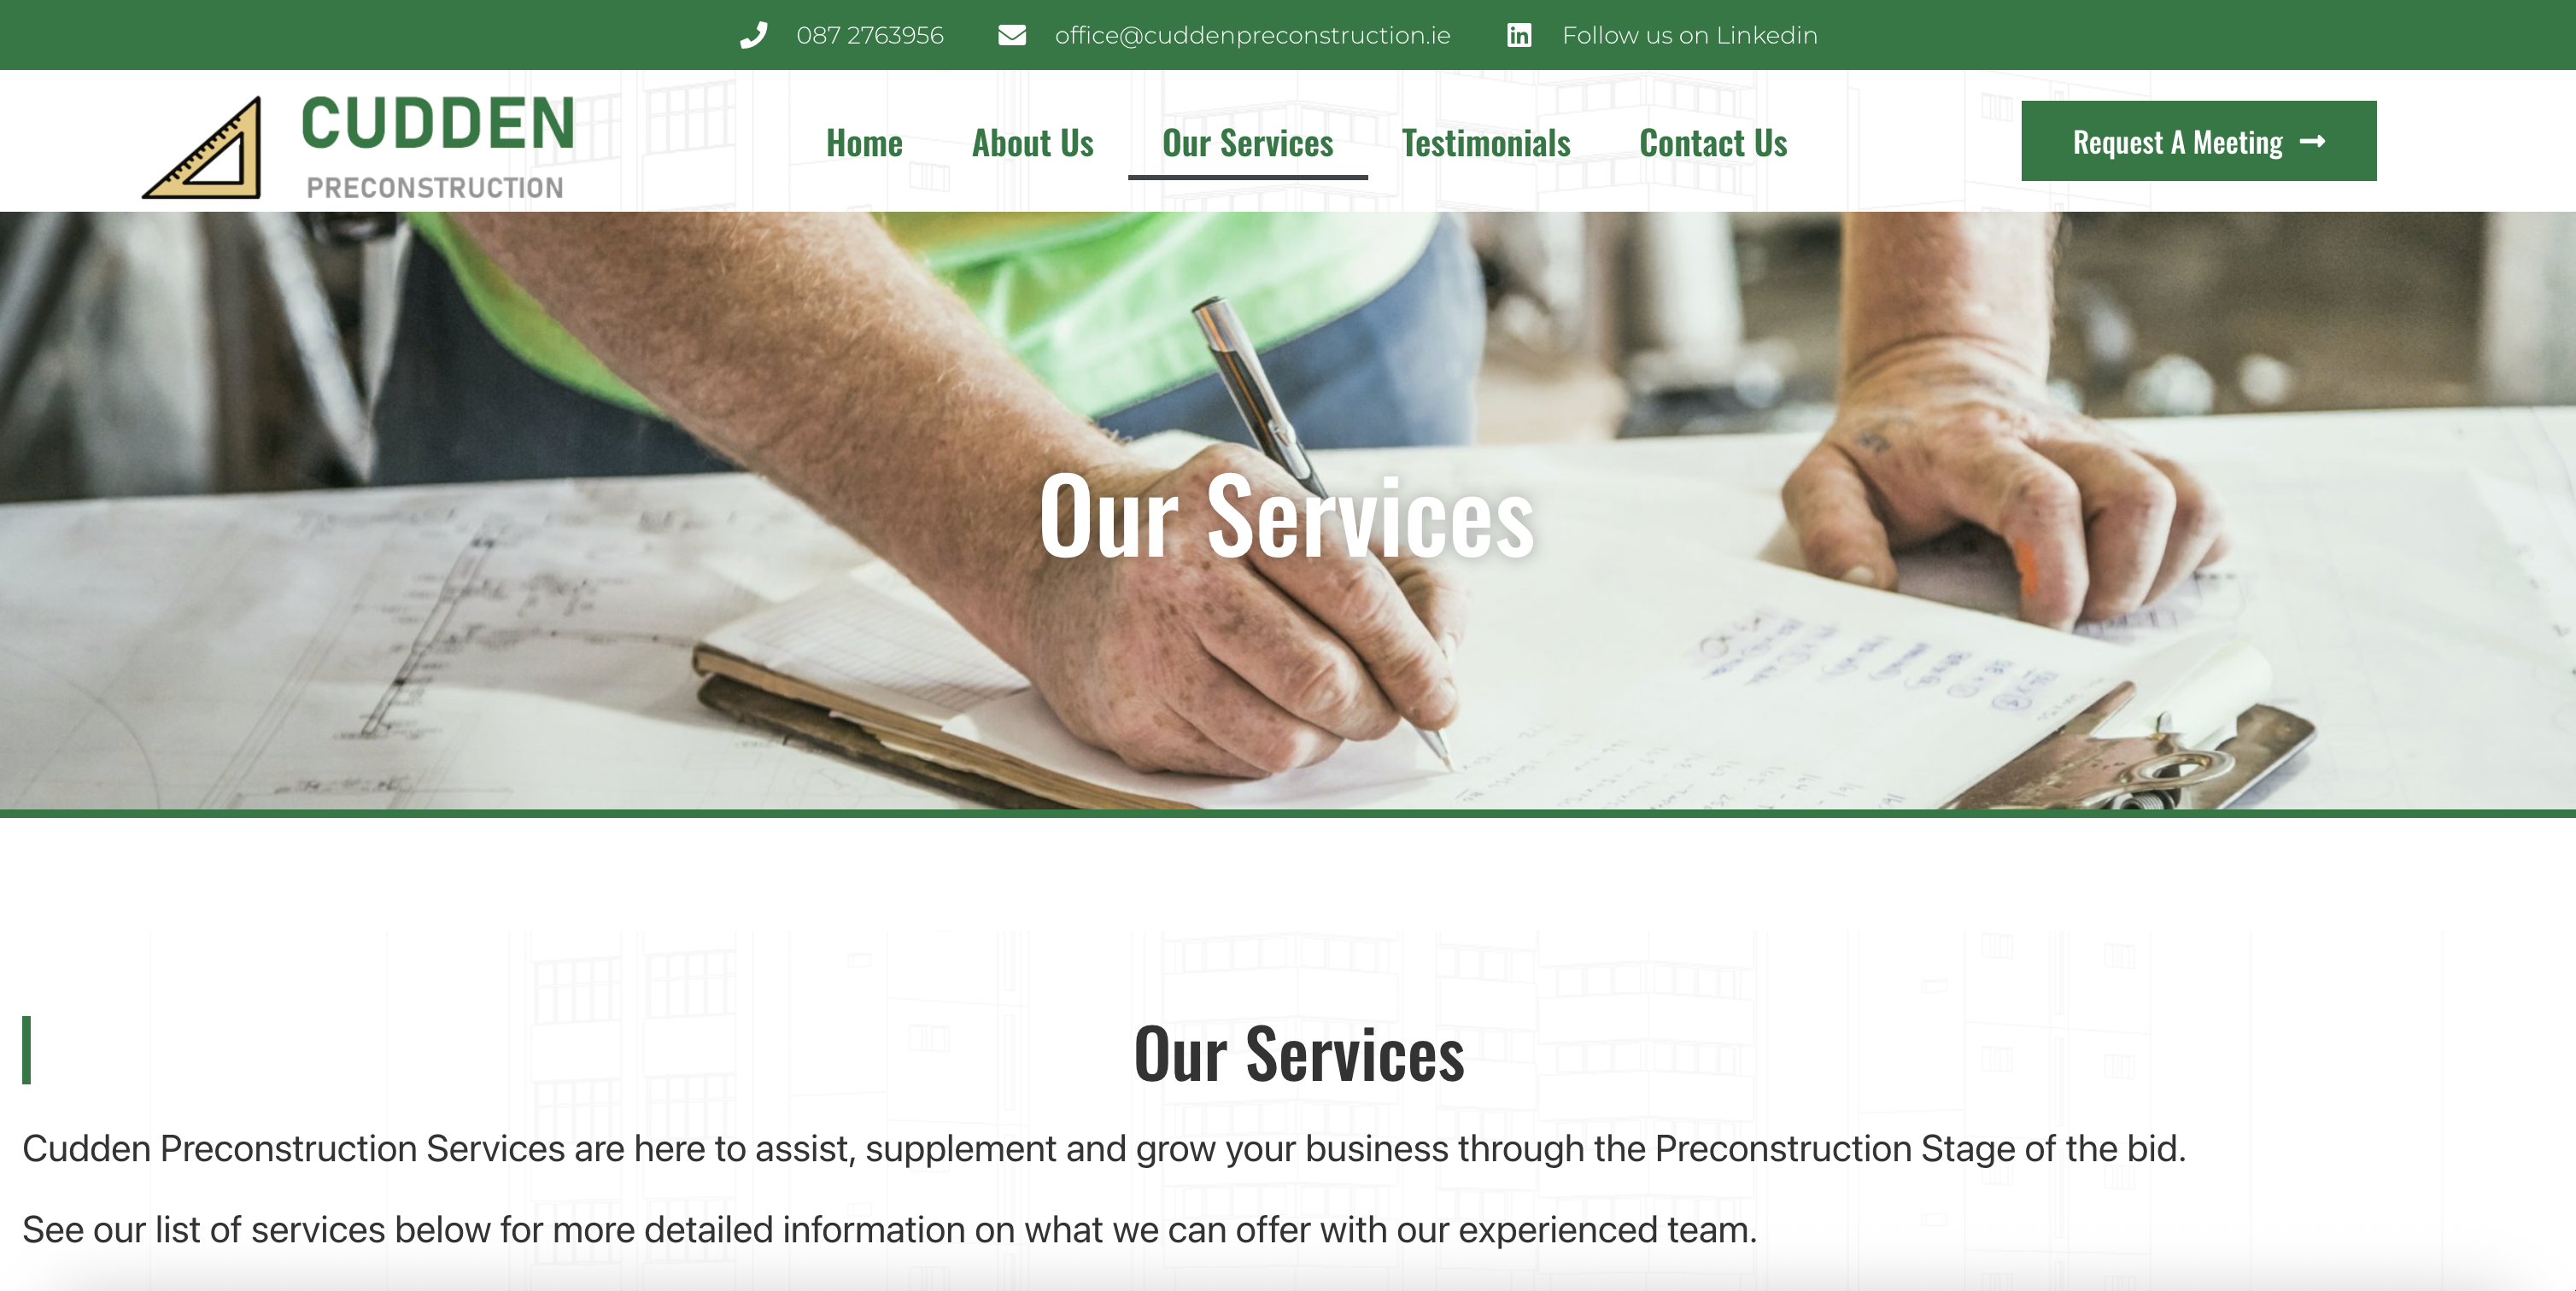 087 2763956 office@cuddenpreconstruction.ie Follow us on Linkedin
CUDDEN
PRECONSTRUCTION
Home About Us Our Services Testimonials Contact Us Request A Meeting
Our Services
Our Services
Cudden Preconstruction Services are here to assist, supplement and grow your business through the Preconstruction Stage of the bid.
See our list of services below for more detailed information on what we can offer with our experienced team.